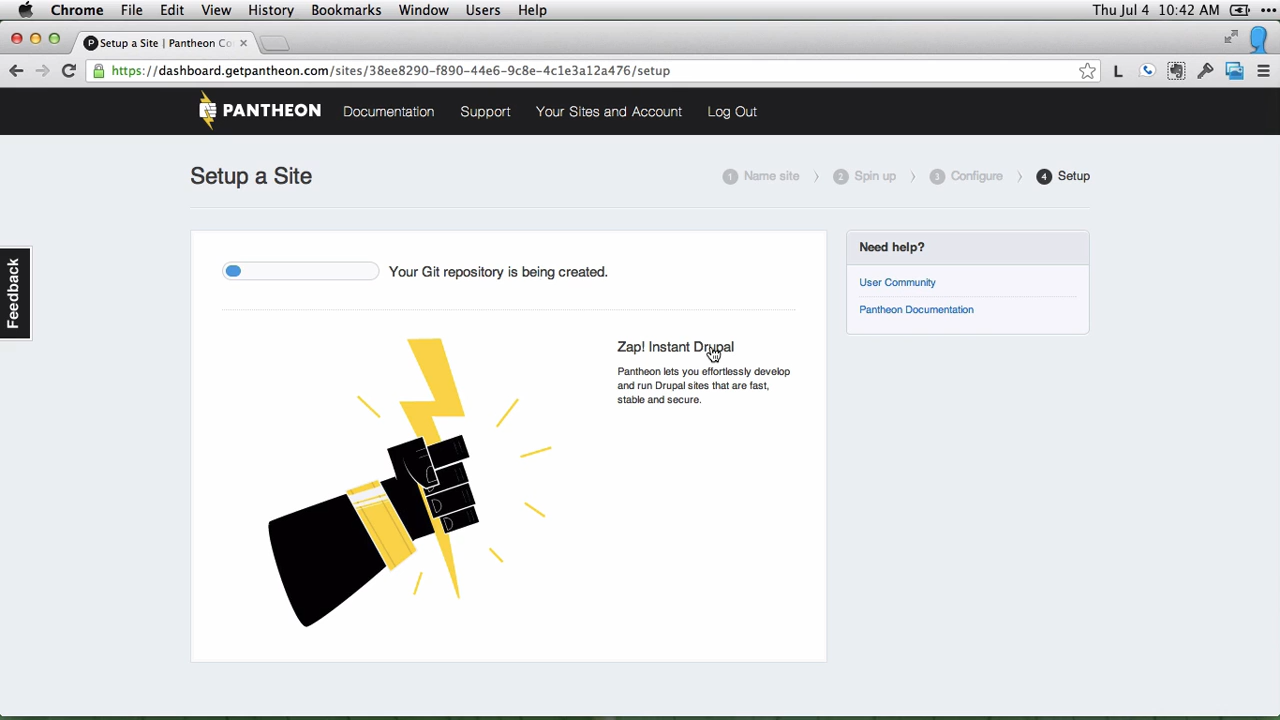 Chrome File Edit View History Bookmarks Window Users Help Thu Jul 4 10:42 AM
Setup a Site | Pantheon Co
https://dashboard.getpantheon.com/sites/38ee8290-f890-44e6-9c8e-4c1e3a12a476/setup
PANTHEON Documentation Support Your Sites and Account Log Out
Setup a Site
1 Name site 2 Spin up 3 Configure 4 Setup
Feedback
Your Git repository is being created.
Zap! Instant Drupal
Pantheon lets you effortlessly develop
and run Drupal sites that are fast,
stable and secure.
Need help?
User Community
Pantheon Documentation